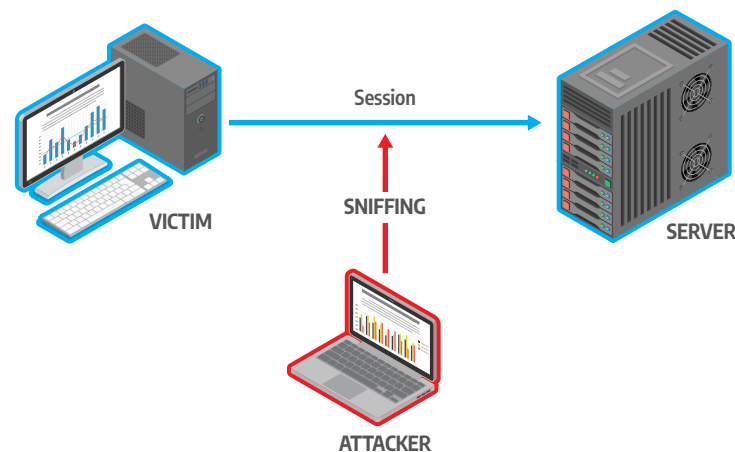 Session
SNIFFING
VICTIM
SERVER
ATTACKER